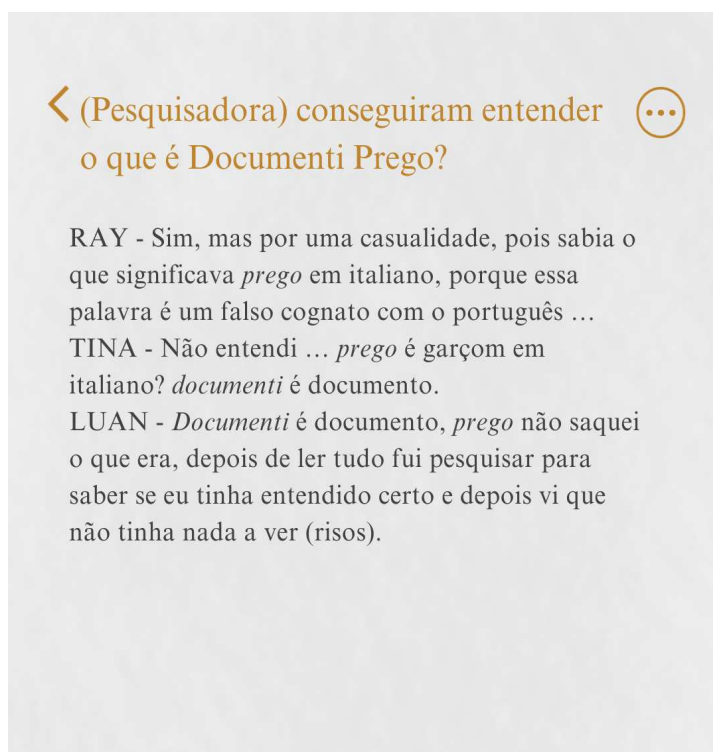 (Pesquisadora) conseguiram entender
o que é Documenti Prego?
RAY - Sim, mas por uma casualidade, pois sabia o
que significava prego em italiano, porque essa
palavra é um falso cognato com o português …
TINA - Não entendi … prego é garçom em
italiano? documenti é documento.
LUAN - Documenti é documento, prego não saquei
o que era, depois de ler tudo fui pesquisar para
saber se eu tinha entendido certo e depois vi que
não tinha nada a ver (risos).